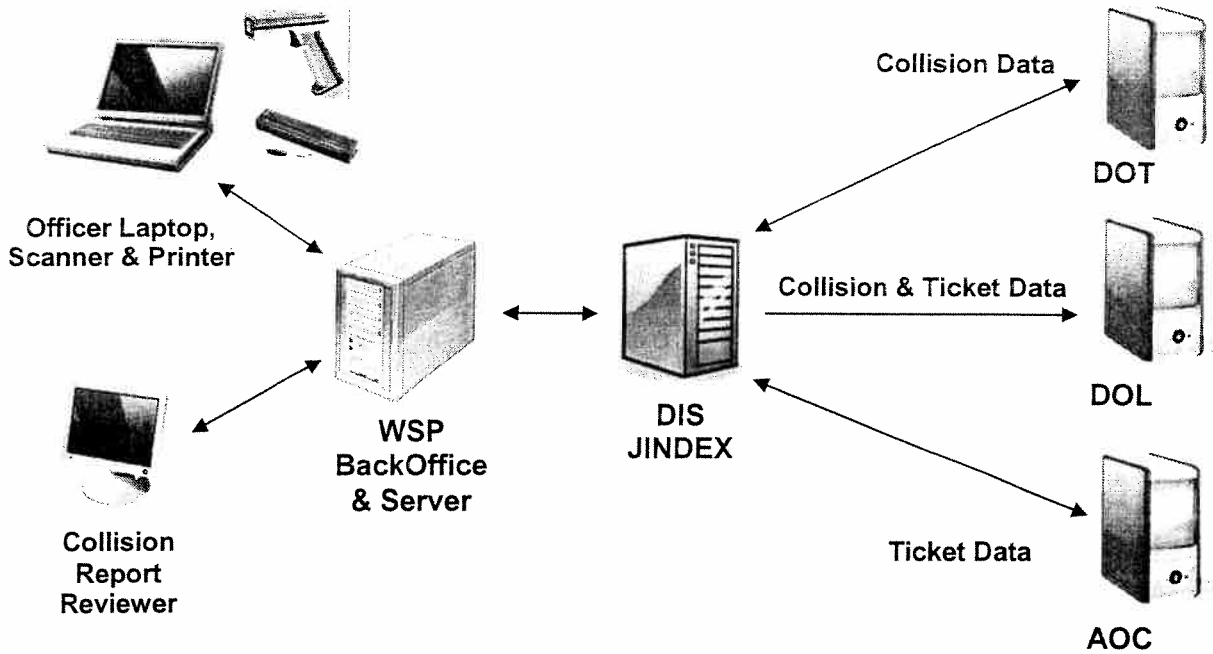 Collision Data
DOT
Officer Laptop,
Scanner & Printer
Collision & Ticket Data
DOL
WSP
BackOffice
& Server
DIS
JINDEX
Collision
Report
Reviewer
Ticket Data
AOC